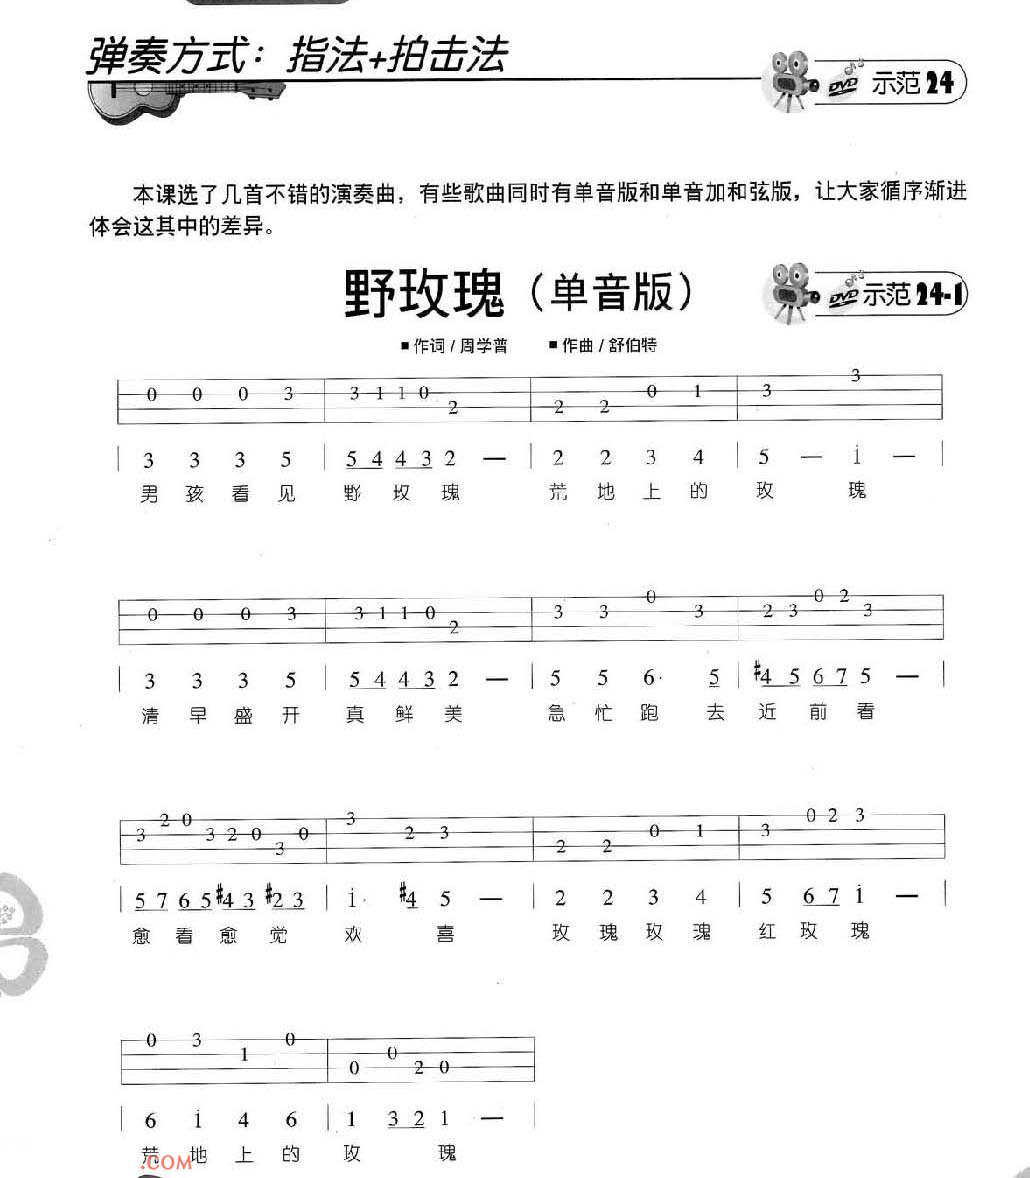 弹奏方式：指法+拍击法
DVD 示范24
本课选了几首不错的演奏曲，有些歌曲同时有单音版和单音加和弦版，让大家循序渐进
体会这其中的差异。
野玫瑰（单音版）
DVD 示范24-1
■作词/周学普 ■作曲/舒伯特
0 0 0 3 3 1 1 0 2 2 2 0 1 3 3
| 3 3 3 5 | 5 4 4 3 2 — | 2 2 3 4 | 5 — i — |
男 孩 看 见 野 玫 瑰 荒 地 上 的 玫 瑰
0 0 0 3 3 1 1 0 2 3 3 0 3 2 3 0 2 3
| 3 3 3 5 | 5 4 4 3 2 — | 5 5 6· 5 | #4 5 6 7 5 — |
清 早 盛 开 真 鲜 美 急 忙 跑 去 近 前 看
3 2 0 3 2 0 3 0 3 2 3 2 2 0 1 3 0 2 3
| 5 7 6 5 #4 3 #2 3 | i· #4 5 — | 2 2 3 4 | 5 6 7 i — |
愈 看 愈 觉 欢 喜 玫 瑰 玫 瑰 红 玫 瑰
0 3 1 0 0 0 2 0
| 6 i 4 6 | 1 3 2 1 — |
荒 地 上 的 玫 瑰
.COM